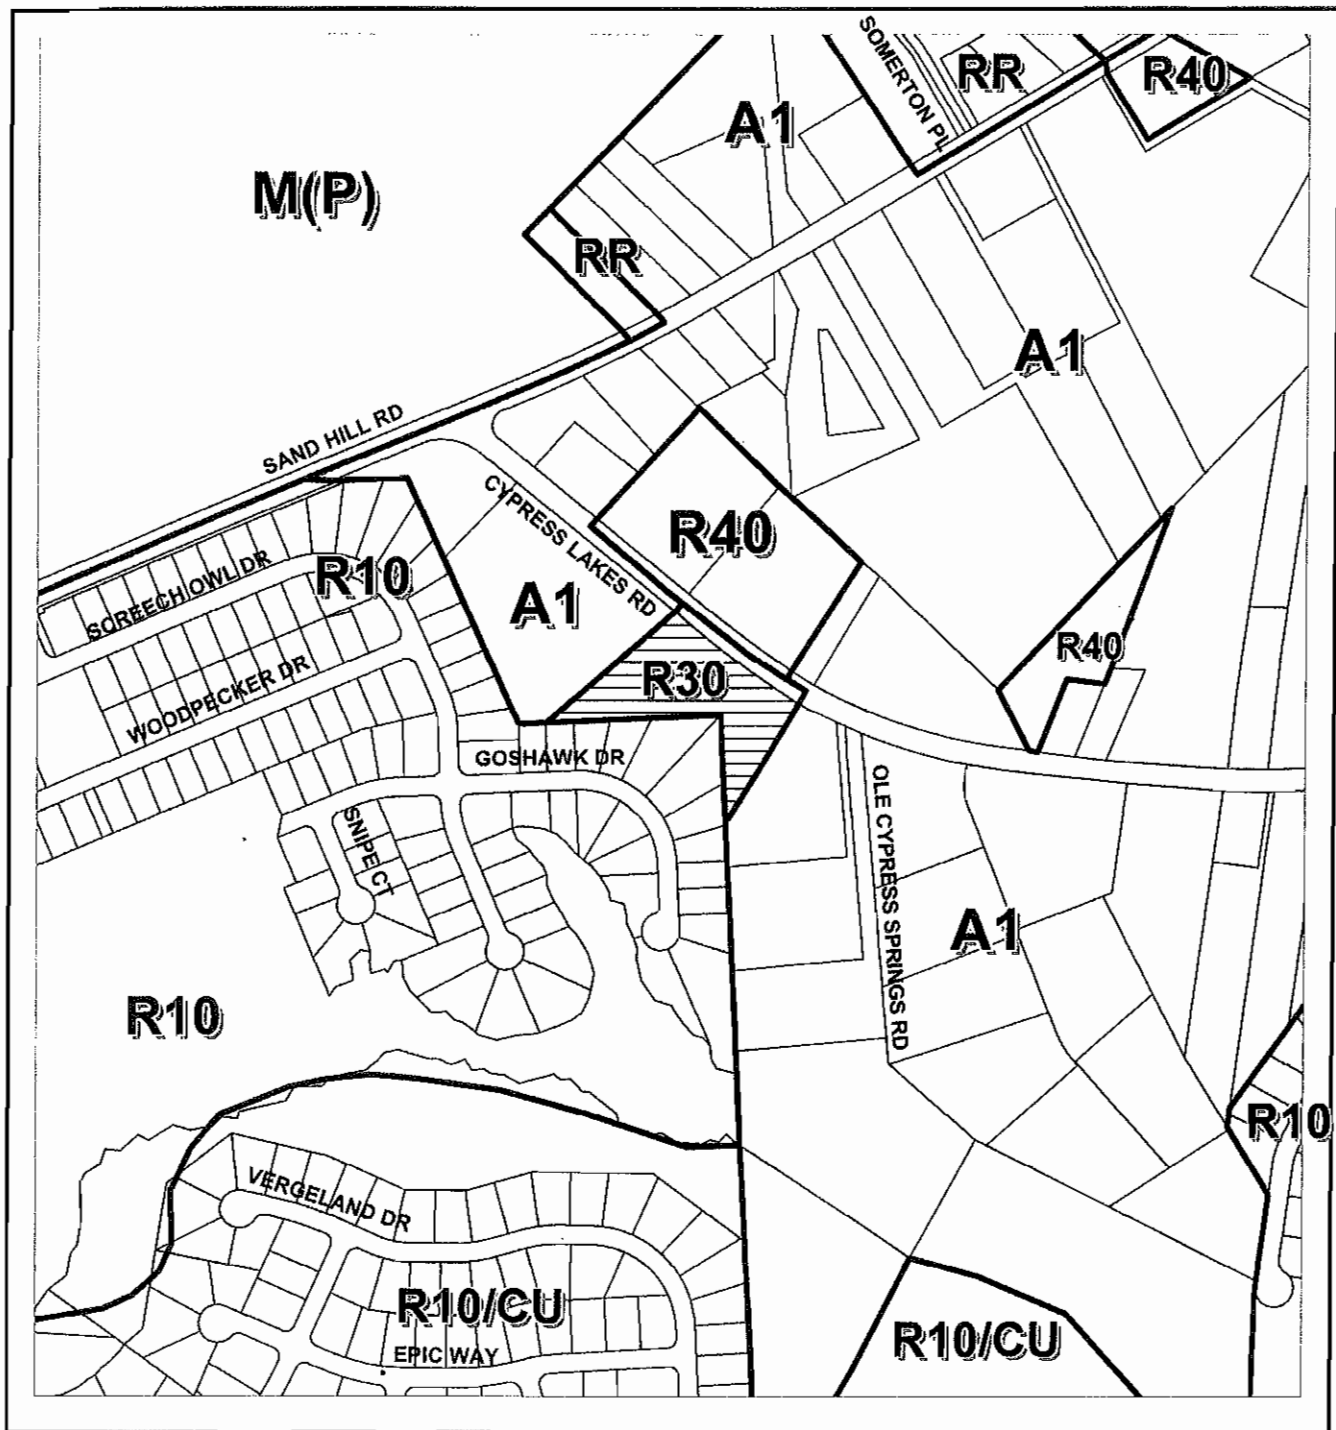 SOMERTON PL
RR
R40
A1
M(P)
RR
A1
SAND HILL RD
CYPRESS LAKES RD
R40
SCREECH OWL DR
R10
A1
R40
WOODPECKER DR
R30
GOSHAWK DR
SNIPE CT
OLE CYPRESS SPRINGS RD
A1
R10
R10
VERGELAND DR
R10/CU
EPIC WAY
R10/CU